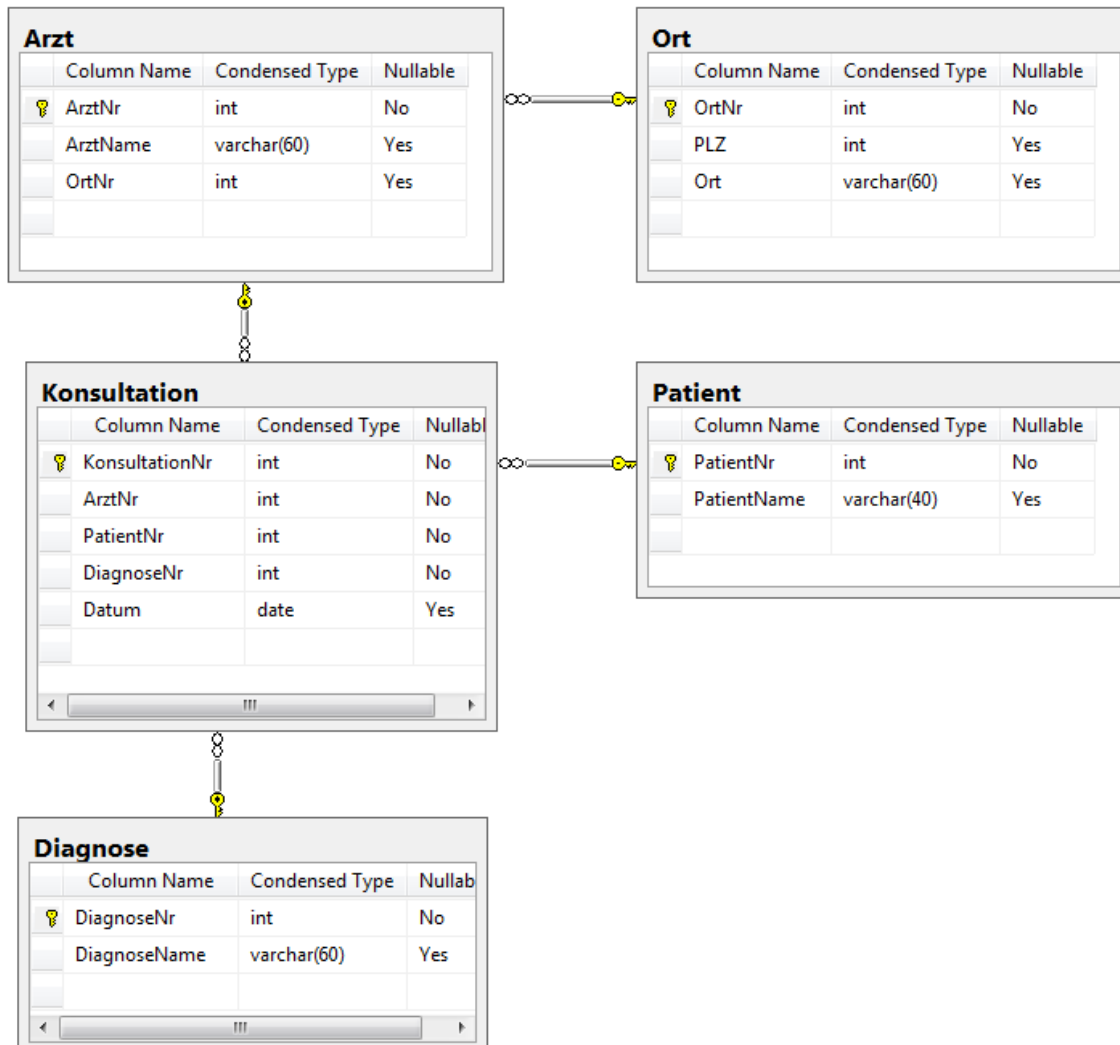 Arzt
Column Name Condensed Type Nullable
ArztNr int No
ArztName varchar(60) Yes
OrtNr int Yes
Ort
Column Name Condensed Type Nullable
OrtNr int No
PLZ int Yes
Ort varchar(60) Yes
Konsultation
Column Name Condensed Type Nullabl
KonsultationNr int No
ArztNr int No
PatientNr int No
DiagnoseNr int No
Datum date Yes
Patient
Column Name Condensed Type Nullable
PatientNr int No
PatientName varchar(40) Yes
Diagnose
Column Name Condensed Type Nullab
DiagnoseNr int No
DiagnoseName varchar(60) Yes